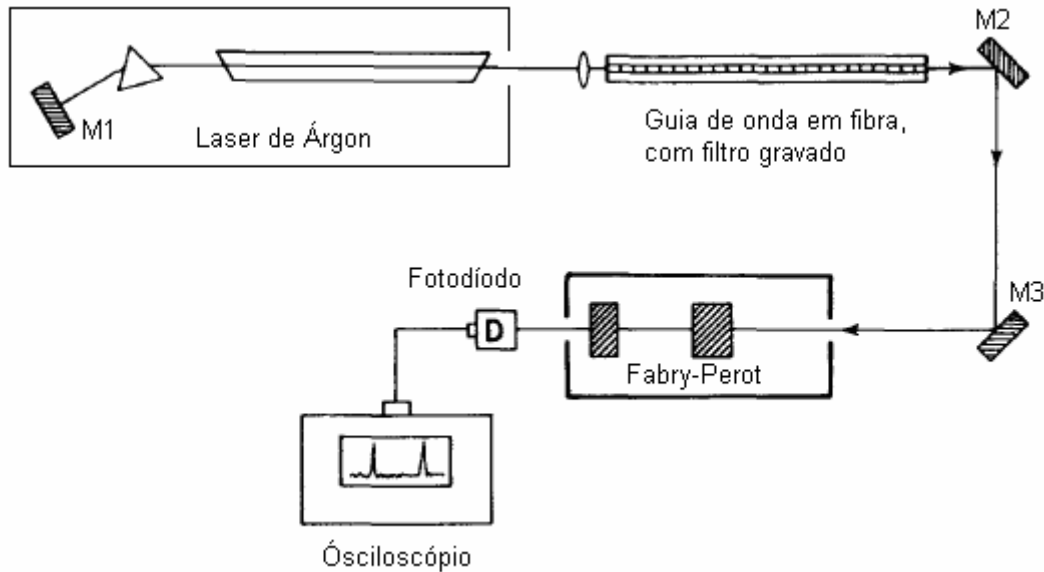 M2
M1
Laser de Árgon
Guia de onda em fibra,
com filtro gravado
Fotodíodo
M3
D
Fabry-Perot
Ósciloscópio